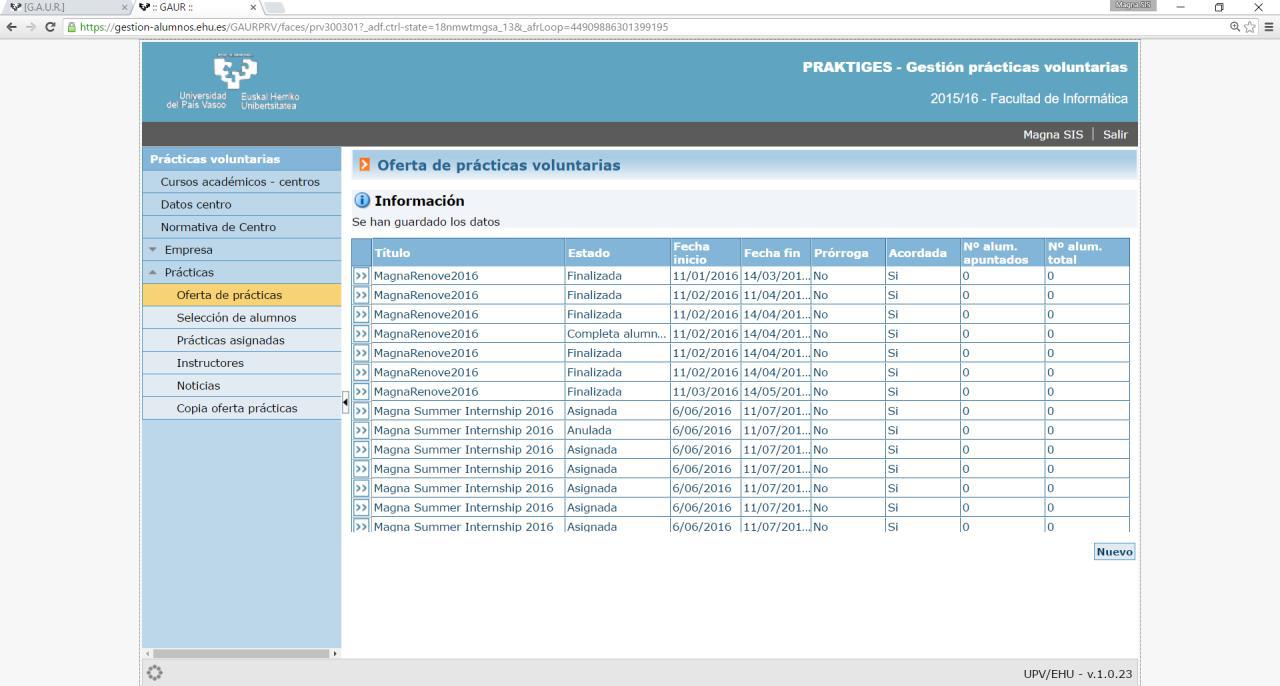 [G.A.U.R.]
:: GAUR ::
Magna SIS
https://gestion-alumnos.ehu.es/GAURPRV/faces/prv300301?_adf.ctrl-state=18nmwtmgsa_13&_afrLoop=44909886301399195
Universidad del País Vasco
Euskal Herriko Unibertsitatea
PRAKTIGES - Gestión prácticas voluntarias
2015/16 - Facultad de Informática
Magna SIS | Salir
Prácticas voluntarias
Cursos académicos - centros
Datos centro
Normativa de Centro
Empresa
Prácticas
Oferta de prácticas
Selección de alumnos
Prácticas asignadas
Instructores
Noticias
Copia oferta prácticas
Oferta de prácticas voluntarias
Información
Se han guardado los datos
Título Estado Fecha inicio Fecha fin Prórroga Acordada Nº alum. apuntados Nº alum. total
>> MagnaRenove2016 Finalizada 11/01/2016 14/03/201... No Si 0 0
>> MagnaRenove2016 Finalizada 11/02/2016 11/04/201... No Si 0 0
>> MagnaRenove2016 Finalizada 11/02/2016 14/04/201... No Si 0 0
>> MagnaRenove2016 Completa alumn... 11/02/2016 14/04/201... No Si 0 0
>> MagnaRenove2016 Finalizada 11/02/2016 14/04/201... No Si 0 0
>> MagnaRenove2016 Finalizada 11/02/2016 14/04/201... No Si 0 0
>> MagnaRenove2016 Finalizada 11/03/2016 14/05/201... No Si 0 0
>> Magna Summer Internship 2016 Asignada 6/06/2016 11/07/201... No Si 0 0
>> Magna Summer Internship 2016 Anulada 6/06/2016 11/07/201... No Si 0 0
>> Magna Summer Internship 2016 Asignada 6/06/2016 11/07/201... No Si 0 0
>> Magna Summer Internship 2016 Asignada 6/06/2016 11/07/201... No Si 0 0
>> Magna Summer Internship 2016 Asignada 6/06/2016 11/07/201... No Si 0 0
>> Magna Summer Internship 2016 Asignada 6/06/2016 11/07/201... No Si 0 0
>> Magna Summer Internship 2016 Asignada 6/06/2016 11/07/201... No Si 0 0
Nuevo
UPV/EHU - v.1.0.23